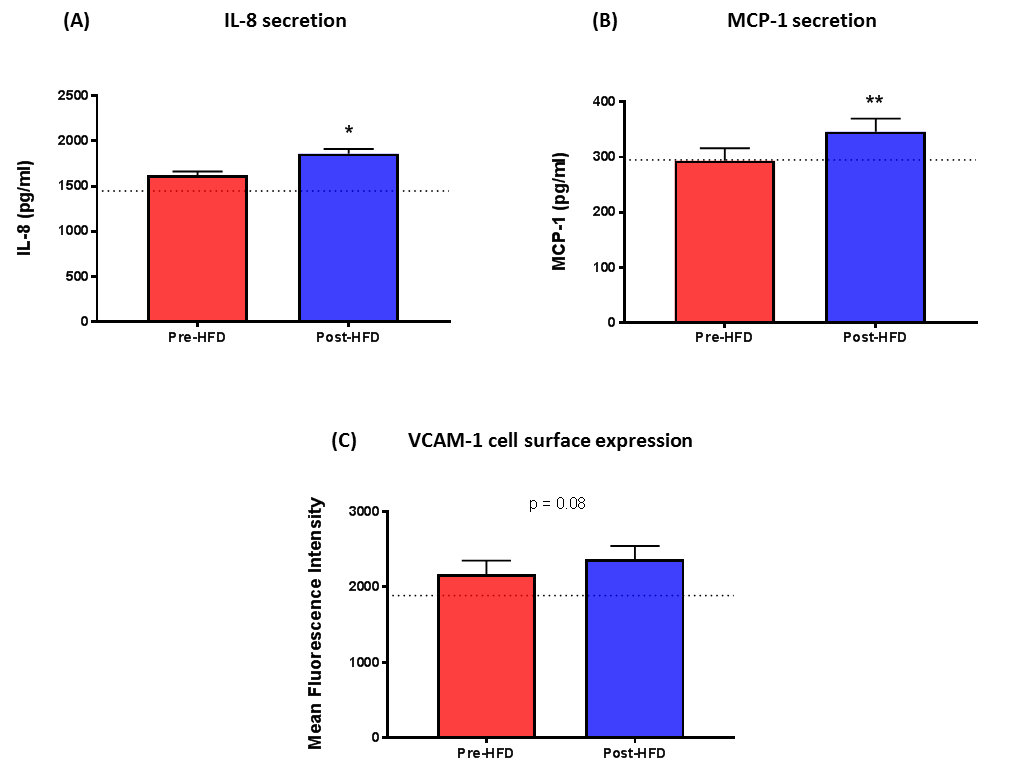 (A) IL-8 secretion
2500
2000
1500
1000
500
0
IL-8 (pg/ml)
*
Pre-HFD Post-HFD
(B) MCP-1 secretion
400
300
200
100
0
MCP-1 (pg/ml)
**
Pre-HFD Post-HFD
(C) VCAM-1 cell surface expression
3000
2000
1000
0
Mean Fluorescence Intensity
p = 0.08
Pre-HFD Post-HFD